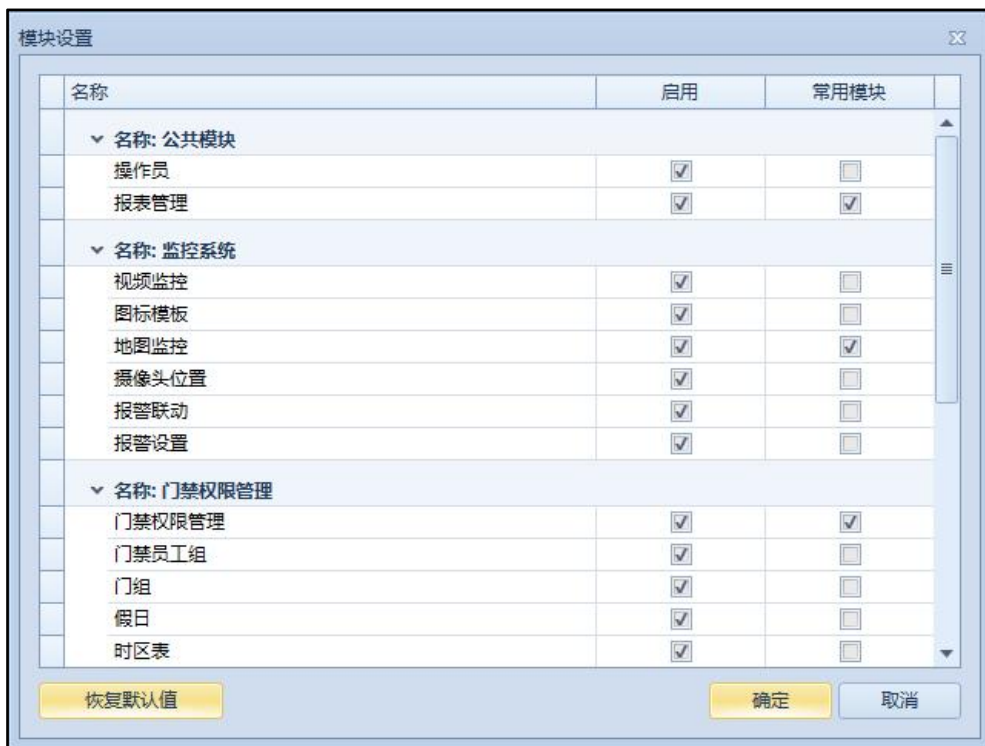 模块设置
名称 启用 常用模块
名称: 公共模块
操作员
报表管理
名称: 监控系统
视频监控
图标模板
地图监控
摄像头位置
报警联动
报警设置
名称: 门禁权限管理
门禁权限管理
门禁员工组
门组
假日
时区表
恢复默认值 确定 取消